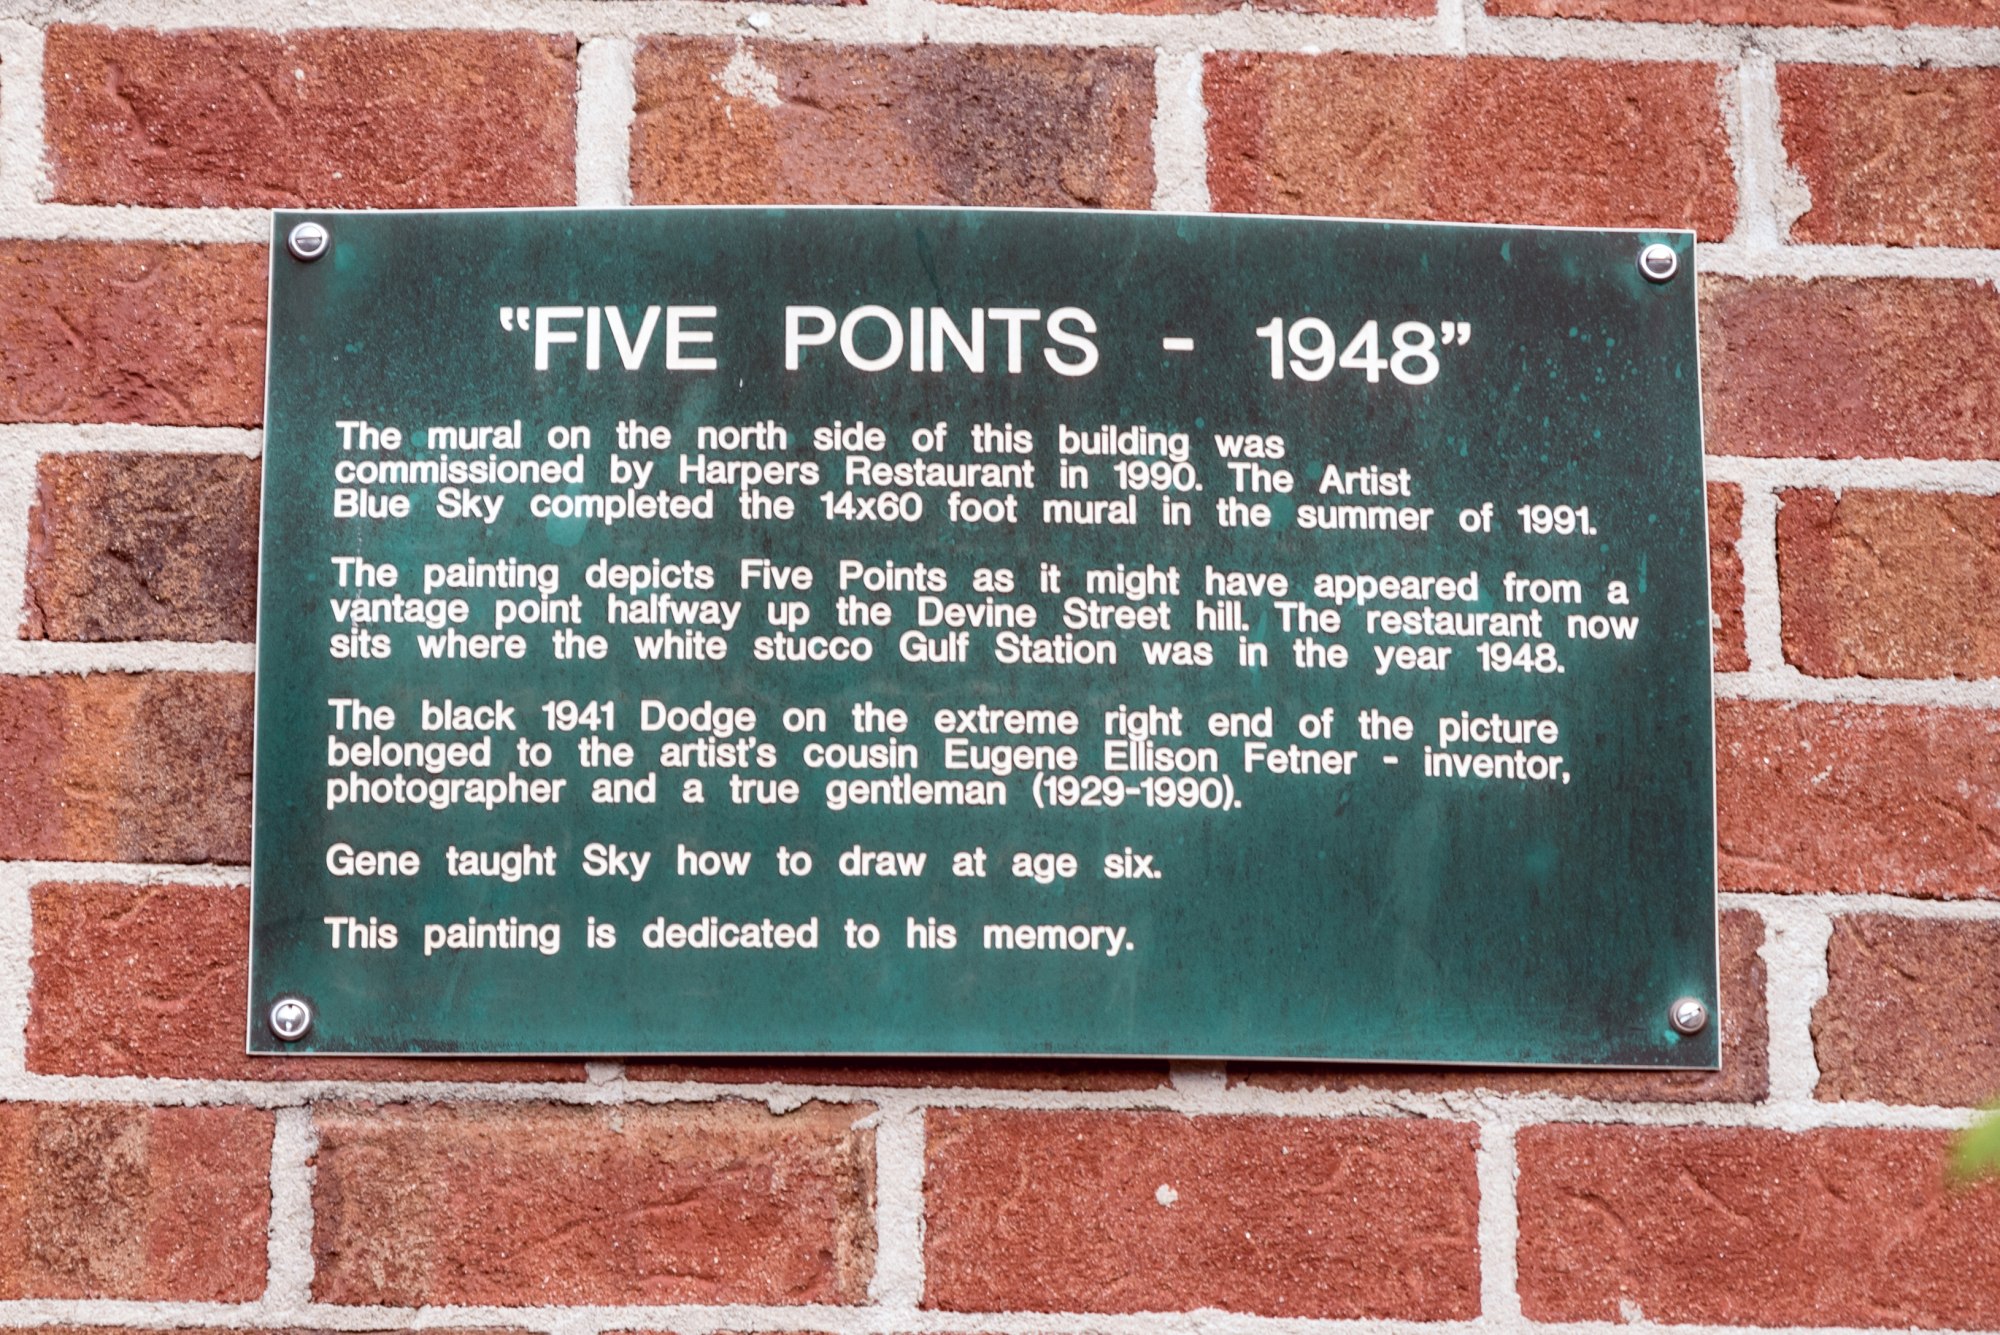 “FIVE POINTS - 1948”
The mural on the north side of this building was
commissioned by Harpers Restaurant in 1990. The Artist
Blue Sky completed the 14x60 foot mural in the summer of 1991.
The painting depicts Five Points as it might have appeared from a
vantage point halfway up the Devine Street hill. The restaurant now
sits where the white stucco Gulf Station was in the year 1948.
The black 1941 Dodge on the extreme right end of the picture
belonged to the artist’s cousin Eugene Ellison Fetner - inventor,
photographer and a true gentleman (1929-1990).
Gene taught Sky how to draw at age six.
This painting is dedicated to his memory.